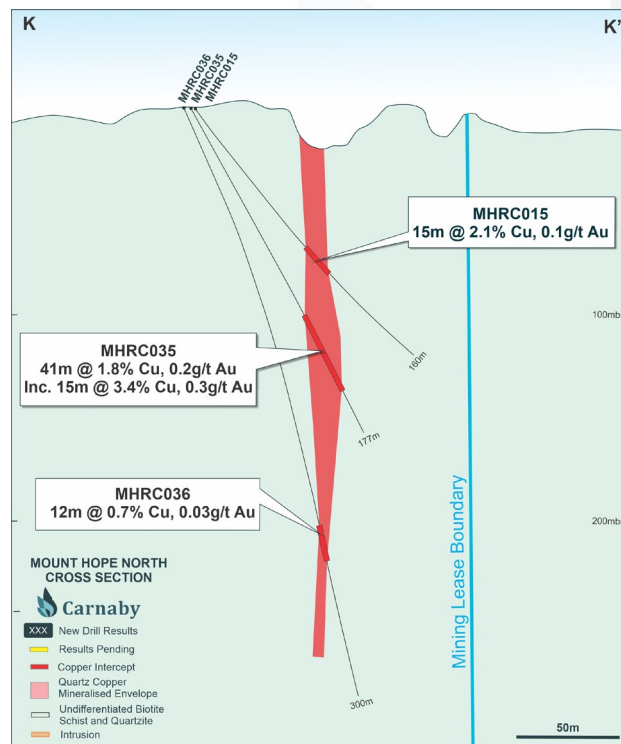 K
K'
MHRC036
MHRC035
MHRC015
MHRC015
15m @ 2.1% Cu, 0.1g/t Au
100mbs
MHRC035
41m @ 1.8% Cu, 0.2g/t Au
Inc. 15m @ 3.4% Cu, 0.3g/t Au
160m
177m
MHRC036
12m @ 0.7% Cu, 0.03g/t Au
200mbs
Mining Lease Boundary
MOUNT HOPE NORTH
CROSS SECTION
Carnaby
XXX New Drill Results
Results Pending
Copper Intercept
Quartz Copper
Mineralised Envelope
Undifferentiated Biotite
Schist and Quartzite
Intrusion
300m
50m